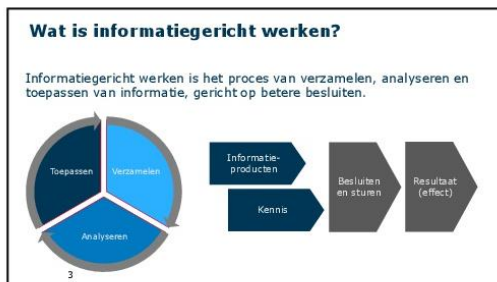 Wat is informatiegericht werken?
Informatiegericht werken is het proces van verzamelen, analyseren en
toepassen van informatie, gericht op betere besluiten.
Toepassen
Verzamelen
Analyseren
Informatie-
producten
Kennis
Besluiten
en sturen
Resultaat
(effect)
3